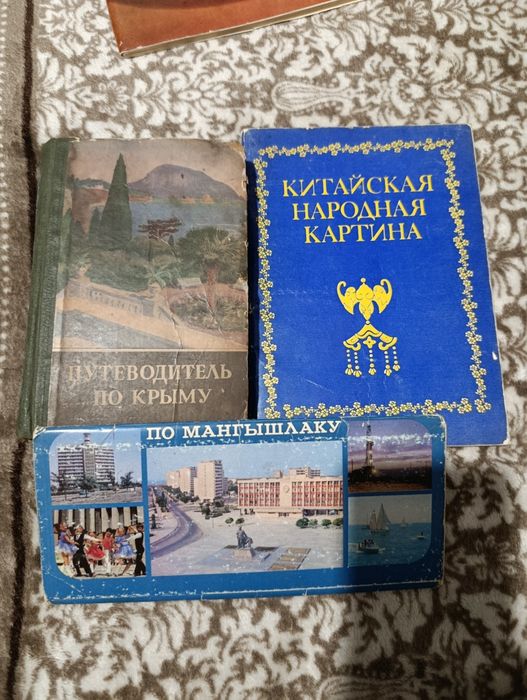 ПУТЕВОДИТЕЛЬ
ПО КРЫМУ
КИТАЙСКАЯ
НАРОДНАЯ
КАРТИНА
ПО МАНГЫШЛАКУ